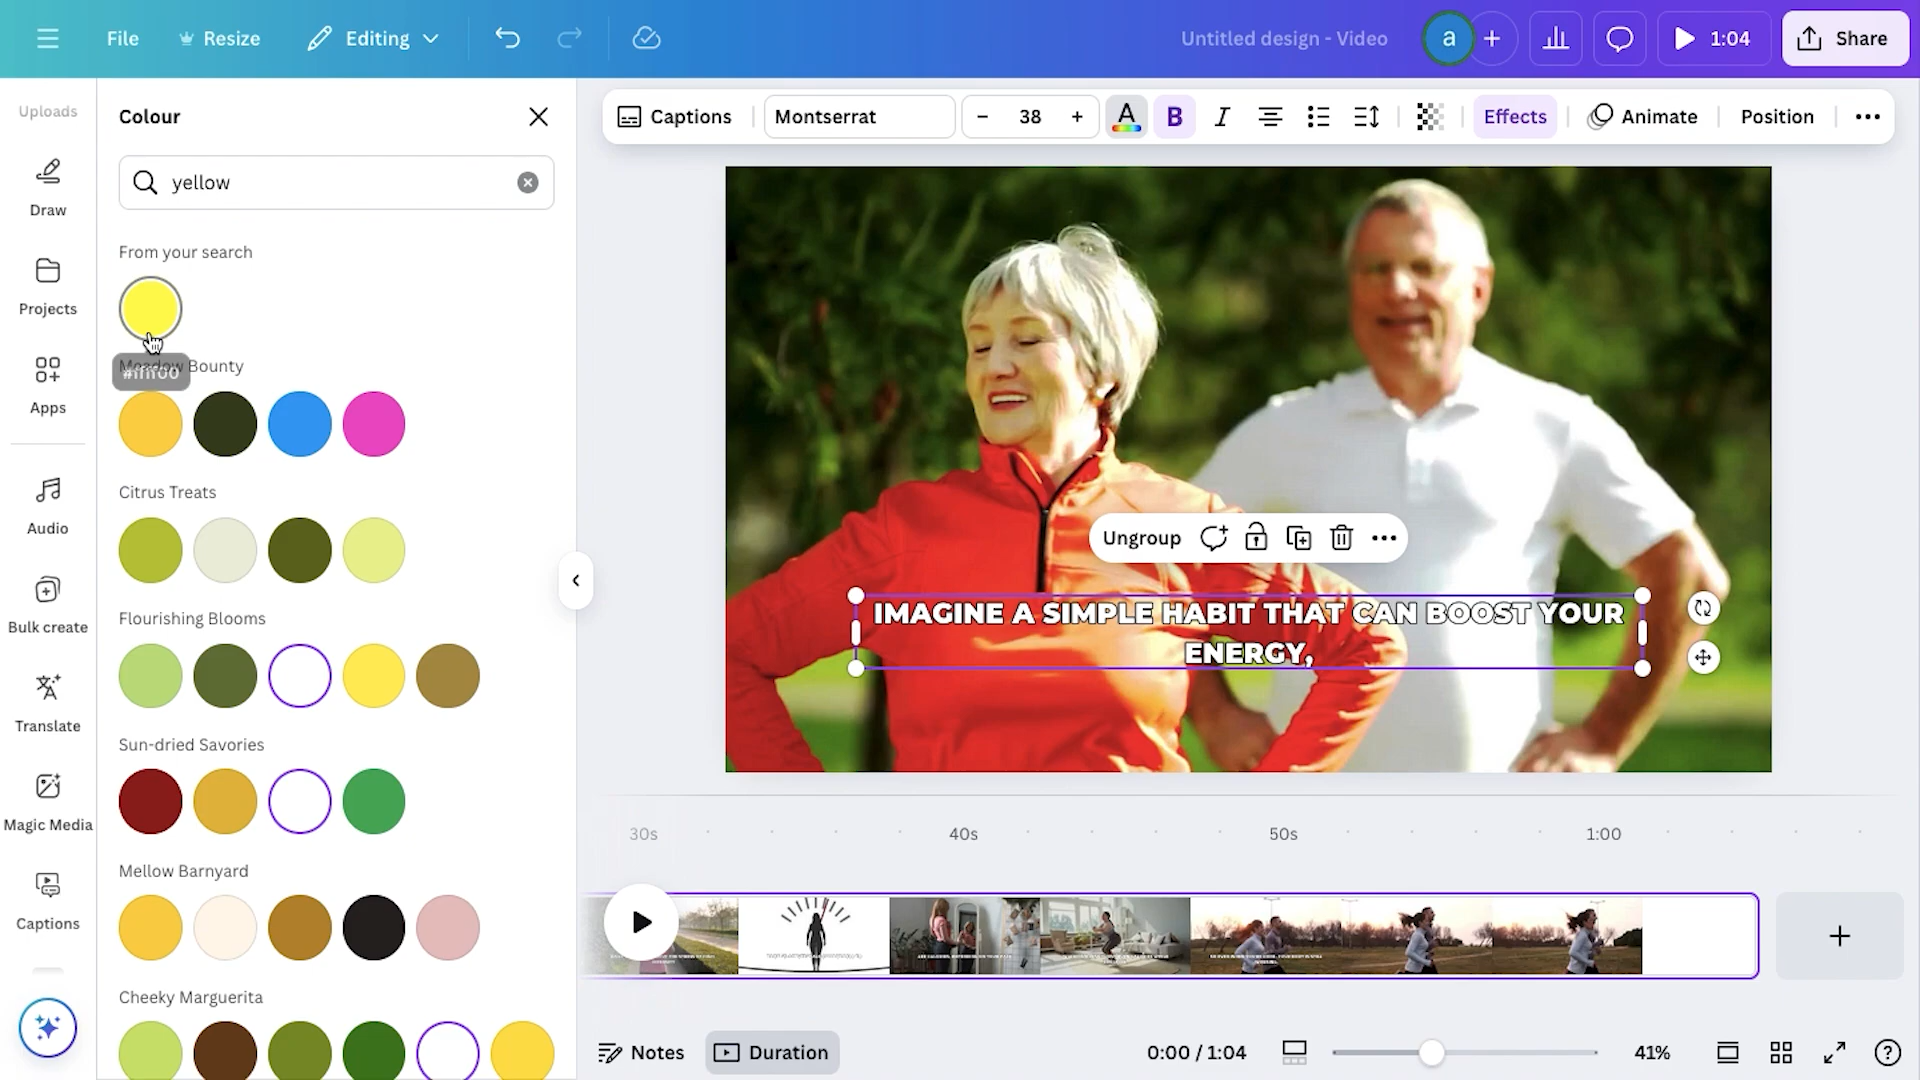 File
Resize
Editing
Untitled design - Video
a
1:04
Share
Uploads
Draw
Projects
Apps
Audio
Bulk create
Translate
Magic Media
Captions
Colour
yellow
From your search
#ffff00
Meadow Bounty
Citrus Treats
Flourishing Blooms
Sun-dried Savories
Mellow Barnyard
Cheeky Marguerita
Captions
Montserrat
– 38 +
A
B
I
Effects
Animate
Position
Ungroup
IMAGINE A SIMPLE HABIT THAT CAN BOOST YOUR
ENERGY,
30s
40s
50s
1:00
Notes
Duration
0:00 / 1:04
41%